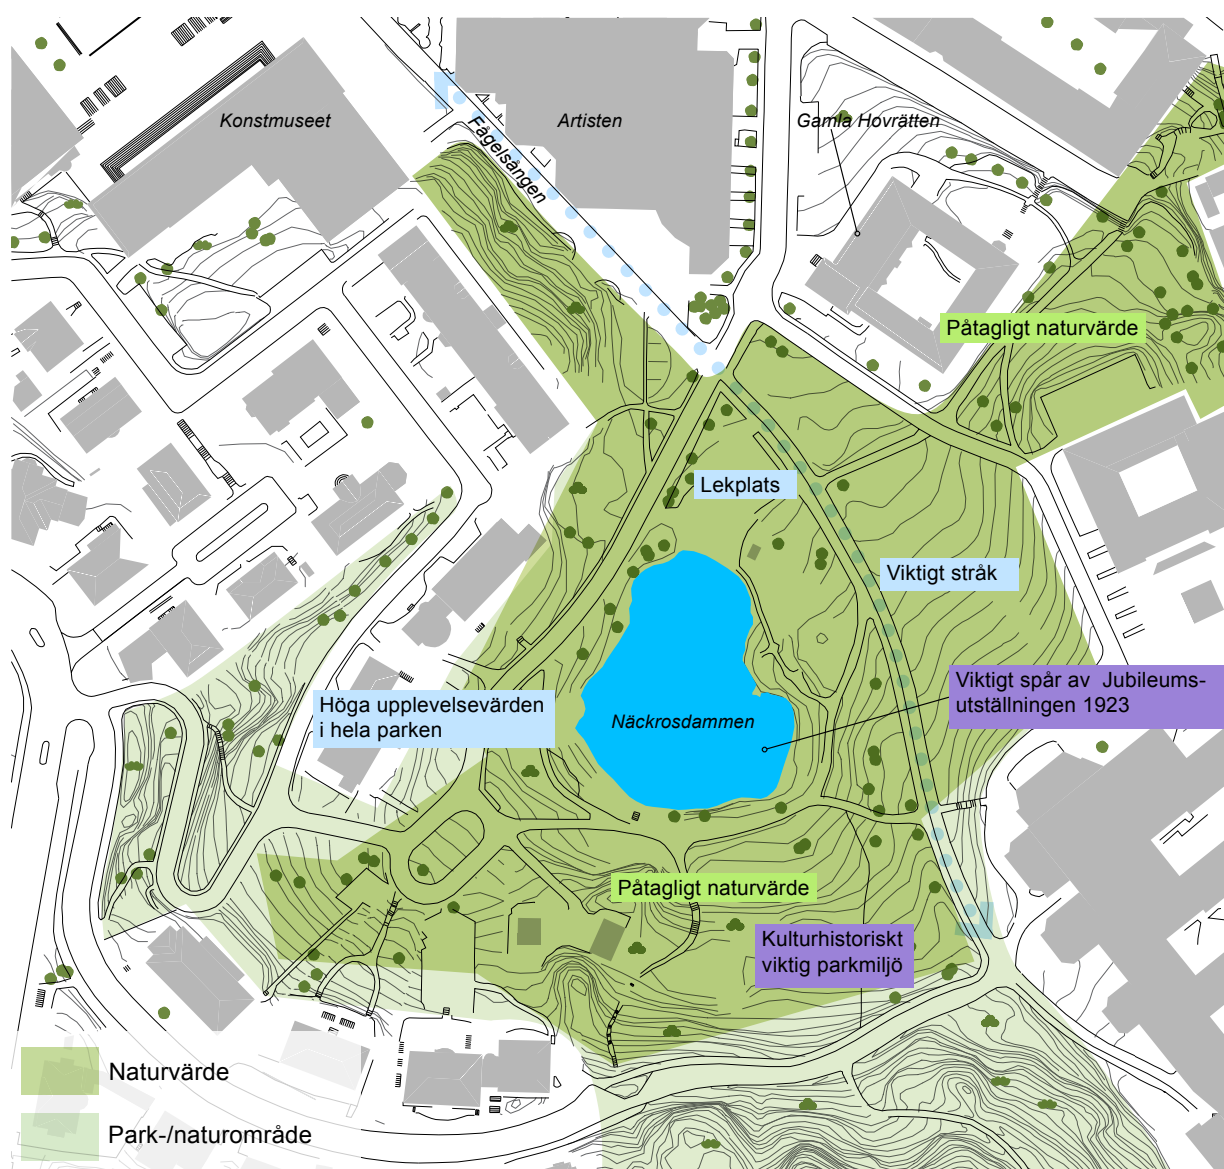 Konstmuseet
Artisten
Gamla Hovrätten
Fågelsången
Påtagligt naturvärde
Lekplats
Viktigt stråk
Viktigt spår av Jubileums-
utställningen 1923
Höga upplevelsevärden
i hela parken
Näckrosdammen
Påtagligt naturvärde
Kulturhistoriskt
viktig parkmiljö
Naturvärde
Park-/naturområde